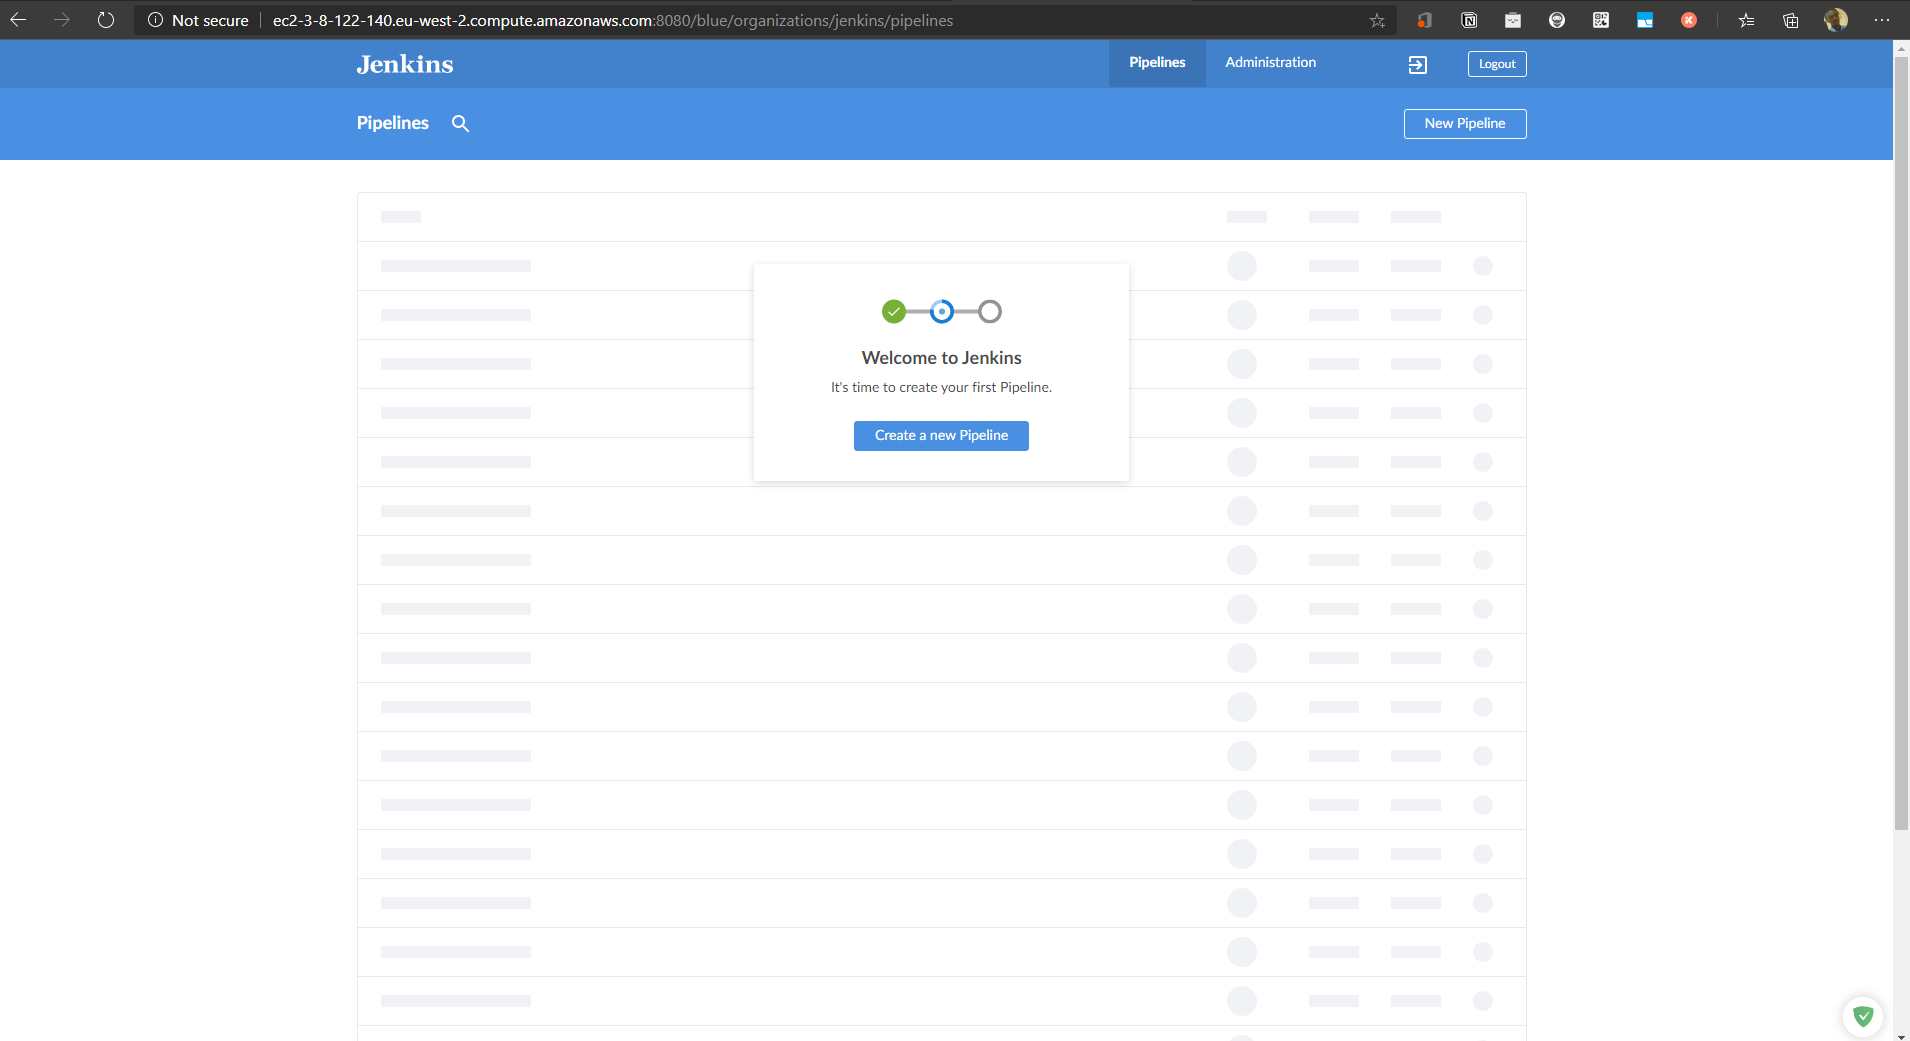 Not secure
ec2-3-8-122-140.eu-west-2.compute.amazonaws.com:8080/blue/organizations/jenkins/pipelines
Jenkins
Pipelines
Administration
Logout
Pipelines
New Pipeline
Welcome to Jenkins
It's time to create your first Pipeline.
Create a new Pipeline